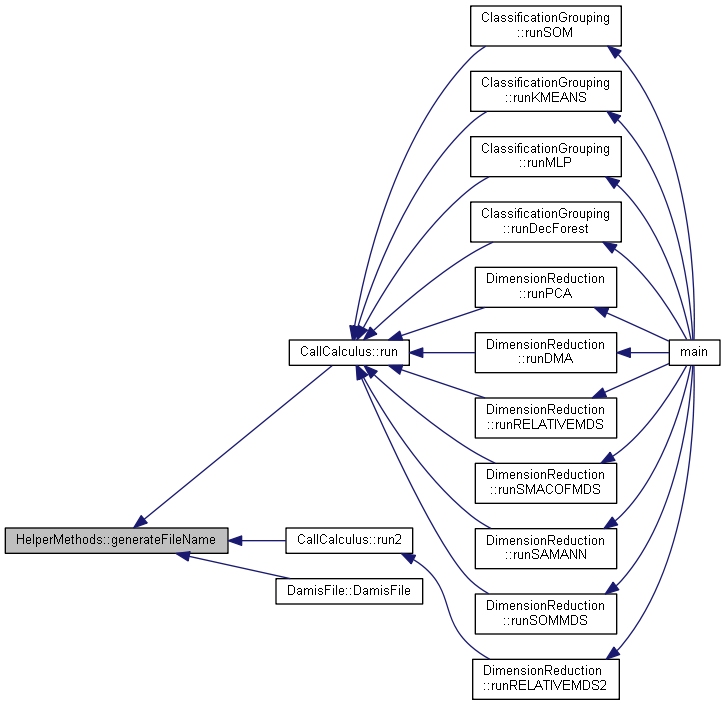 ClassificationGrouping
::runSOM
ClassificationGrouping
::runKMEANS
ClassificationGrouping
::runMLP
ClassificationGrouping
::runDecForest
DimensionReduction
::runPCA
CallCalculus::run
DimensionReduction
::runDMA
main
DimensionReduction
::runRELATIVEMDS
DimensionReduction
::runSMACOFMDS
HelperMethods::generateFileName
CallCalculus::run2
DimensionReduction
::runSAMANN
DamisFile::DamisFile
DimensionReduction
::runSOMMDS
DimensionReduction
::runRELATIVEMDS2